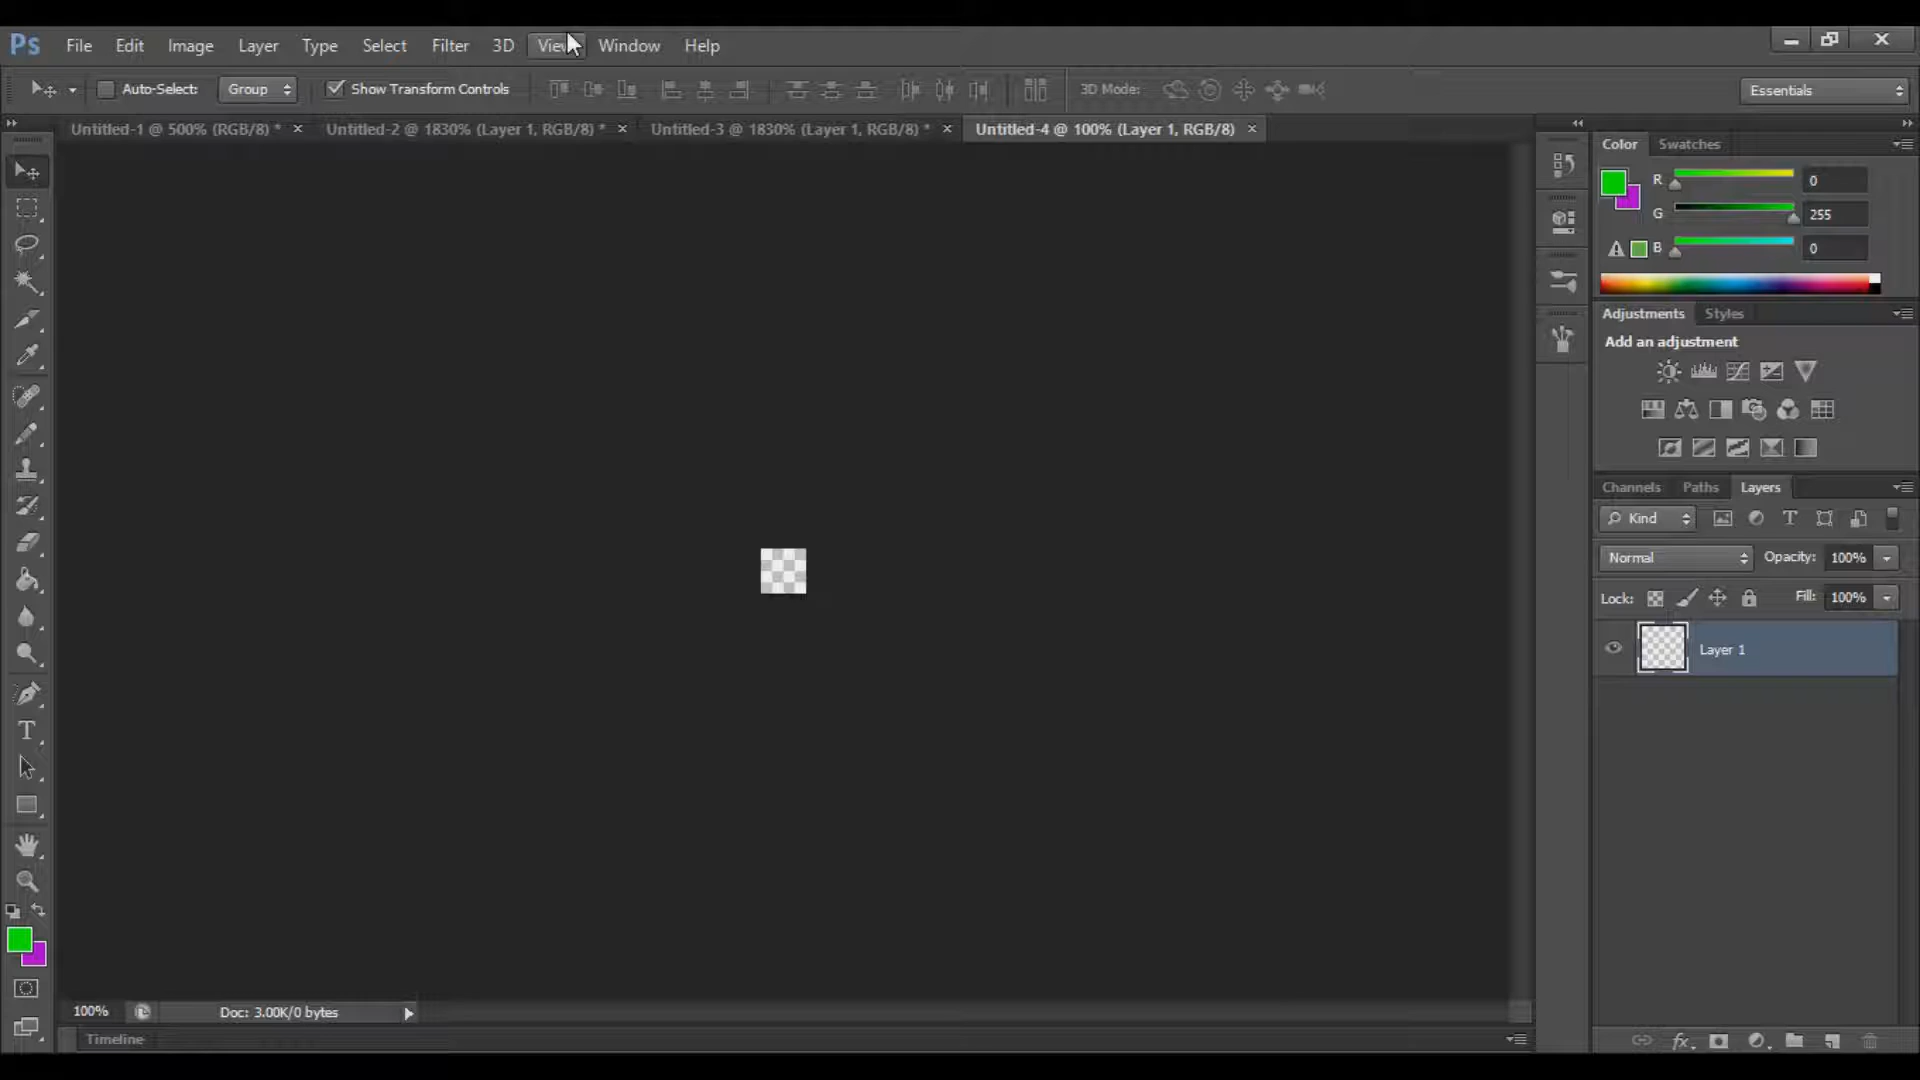 Ps File Edit Image Layer Type Select Filter 3D View Window Help
Auto-Select: Group Show Transform Controls 3D Mode: Essentials
Untitled-1 @ 500% (RGB/8) * × Untitled-2 @ 1830% (Layer 1, RGB/8) * × Untitled-3 @ 1830% (Layer 1, RGB/8) * × Untitled-4 @ 100% (Layer 1, RGB/8) ×
Color Swatches
R 0
G 255
B 0
Adjustments Styles
Add an adjustment
Channels Paths Layers
Kind
Normal Opacity: 100%
Lock: Fill: 100%
Layer 1
100% Doc: 3.00K/0 bytes
Timeline